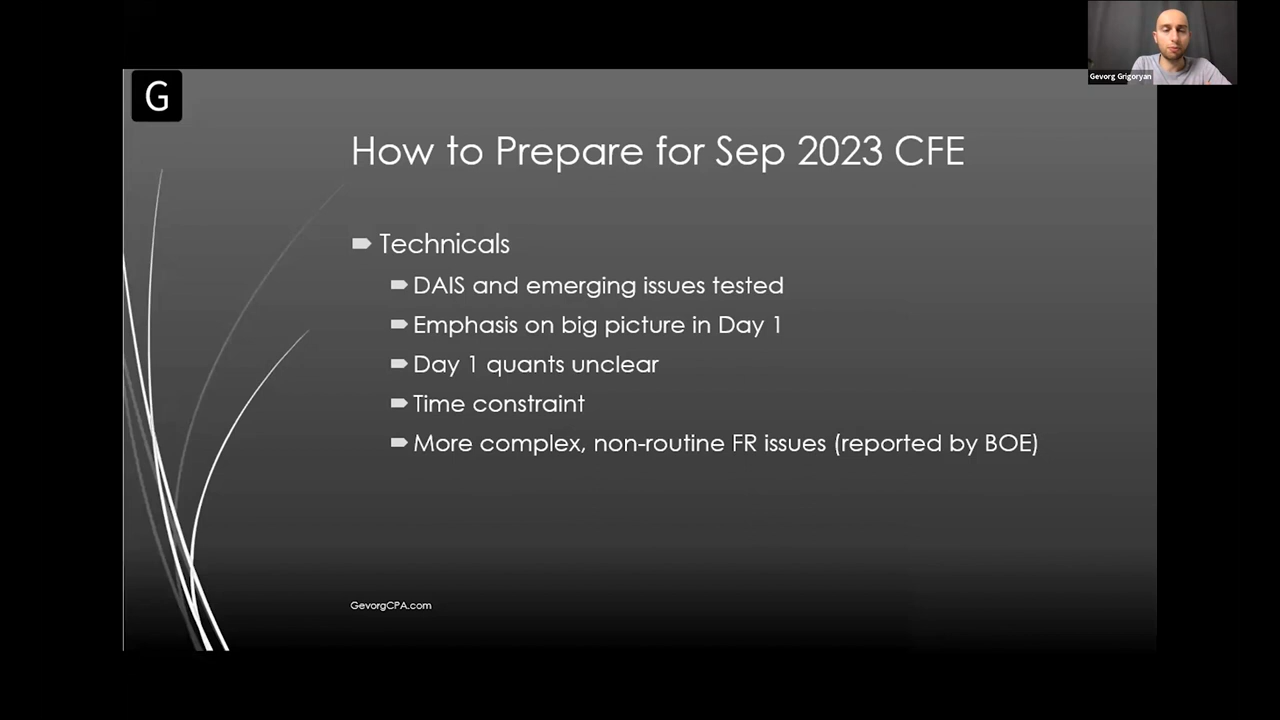 Gevorg Grigoryan
G
How to Prepare for Sep 2023 CFE
Technicals
DAIS and emerging issues tested
Emphasis on big picture in Day 1
Day 1 quants unclear
Time constraint
More complex, non-routine FR issues (reported by BOE)
GevorgCPA.com